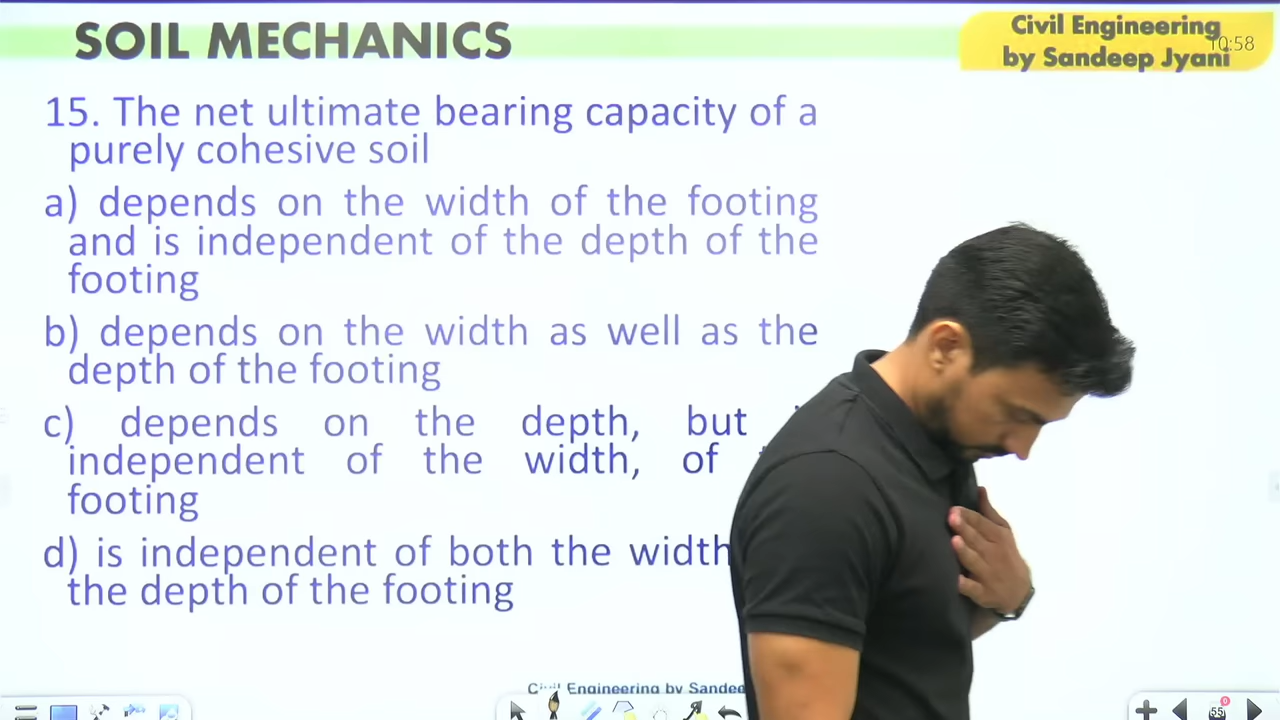 SOIL MECHANICS
Civil Engineering
by Sandeep Jyani
10:58
15. The net ultimate bearing capacity of a
purely cohesive soil
a) depends on the width of the footing
and is independent of the depth of the
footing
b) depends on the width as well as the
depth of the footing
c) depends on the depth, but
independent of the width, of
footing
d) is independent of both the width
the depth of the footing
Engineering by
55
0